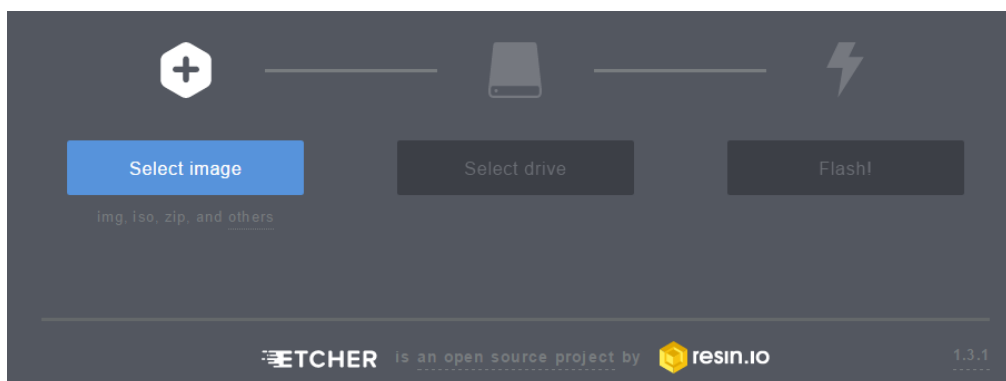 Select image Select drive Flash!
img, iso, zip, and others
ETCHER is an open source project by resin.io 1.3.1